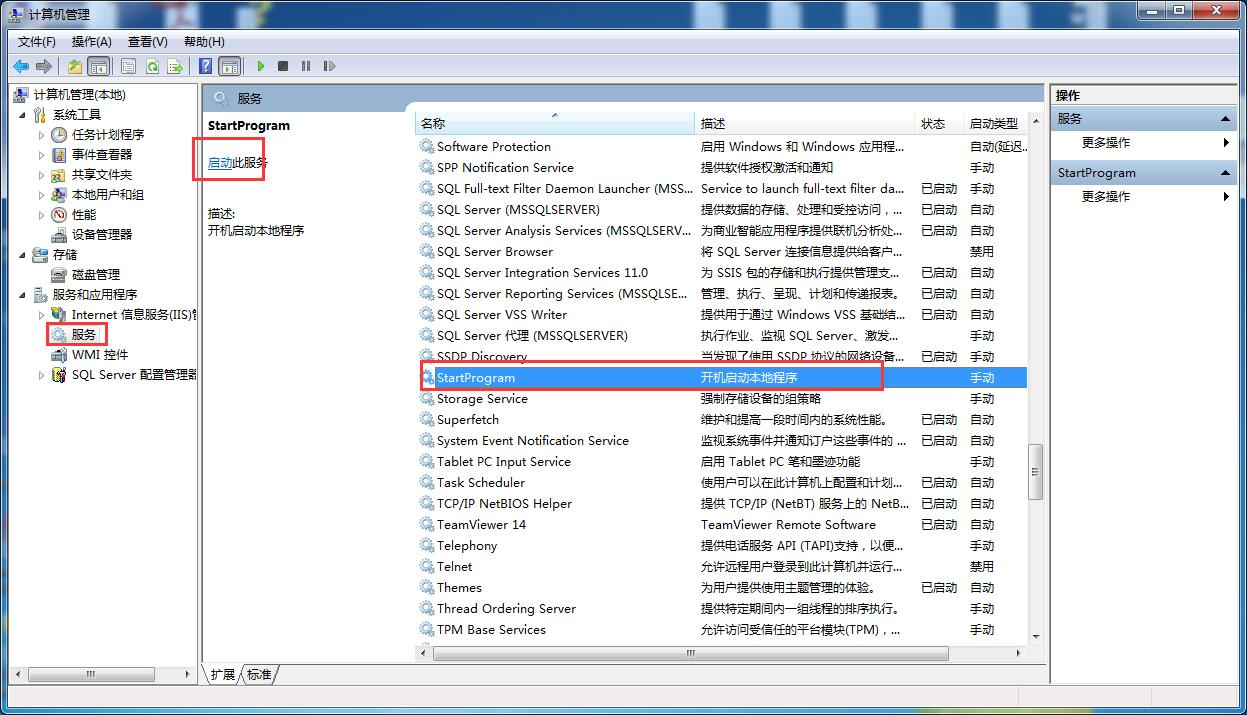 计算机管理
文件(F) 操作(A) 查看(V) 帮助(H)
计算机管理(本地)
系统工具
任务计划程序
事件查看器
共享文件夹
本地用户和组
性能
设备管理器
存储
磁盘管理
服务和应用程序
Internet 信息服务(IIS)管
服务
WMI 控件
SQL Server 配置管理器
服务
StartProgram
启动此服务
描述:
开机启动本地程序
名称 描述 状态 启动类型
Software Protection 启用 Windows 和 Windows 应用程... 自动(延迟...
SPP Notification Service 提供软件授权激活和通知 手动
SQL Full-text Filter Daemon Launcher (MSS... Service to launch full-text filter da... 已启动 手动
SQL Server (MSSQLSERVER) 提供数据的存储、处理和受控访问，... 已启动 自动
SQL Server Analysis Services (MSSQLSERV... 为商业智能应用程序提供联机分析处... 已启动 自动
SQL Server Browser 将 SQL Server 连接信息提供给客户... 禁用
SQL Server Integration Services 11.0 为 SSIS 包的存储和执行提供管理支... 已启动 自动
SQL Server Reporting Services (MSSQLSE... 管理、执行、呈现、计划和传递报表。 已启动 自动
SQL Server VSS Writer 提供用于通过 Windows VSS 基础结... 已启动 自动
SQL Server 代理 (MSSQLSERVER) 执行作业、监视 SQL Server、激发... 手动
SSDP Discovery 当发现了使用 SSDP 协议的网络设备... 已启动 手动
StartProgram 开机启动本地程序 手动
Storage Service 强制存储设备的组策略 手动
Superfetch 维护和提高一段时间内的系统性能。 已启动 自动
System Event Notification Service 监视系统事件并通知订户这些事件的 ... 已启动 自动
Tablet PC Input Service 启用 Tablet PC 笔和墨迹功能 手动
Task Scheduler 使用户可以在此计算机上配置和计划... 已启动 自动
TCP/IP NetBIOS Helper 提供 TCP/IP (NetBT) 服务上的 NetB... 已启动 自动
TeamViewer 14 TeamViewer Remote Software 已启动 自动
Telephony 提供电话服务 API (TAPI)支持，以便... 手动
Telnet 允许远程用户登录到此计算机并运行... 禁用
Themes 为用户提供使用主题管理的体验。 已启动 自动
Thread Ordering Server 提供特定期间内一组线程的排序执行。 手动
TPM Base Services 允许访问受信任的平台模块(TPM)，... 手动
扩展 标准
操作
服务
更多操作
StartProgram
更多操作